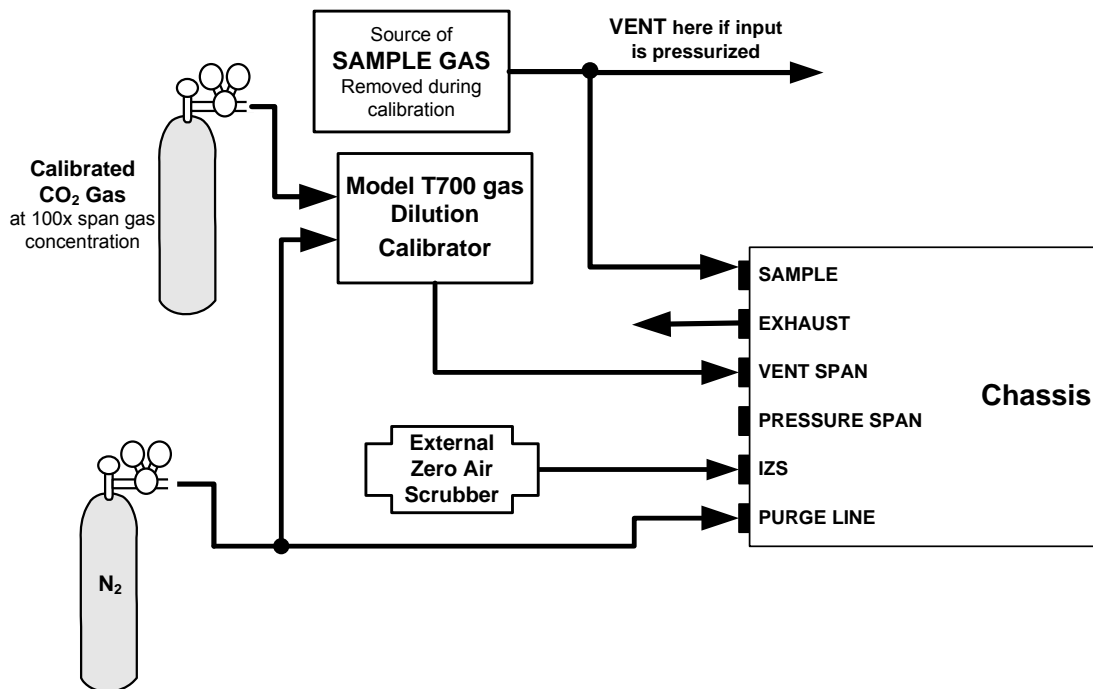 Source of
SAMPLE GAS
Removed during
calibration
VENT here if input
is pressurized
Calibrated
CO₂ Gas
at 100x span gas
concentration
Model T700 gas
Dilution
Calibrator
SAMPLE
EXHAUST
VENT SPAN
PRESSURE SPAN
IZS
PURGE LINE
Chassis
External
Zero Air
Scrubber
N₂